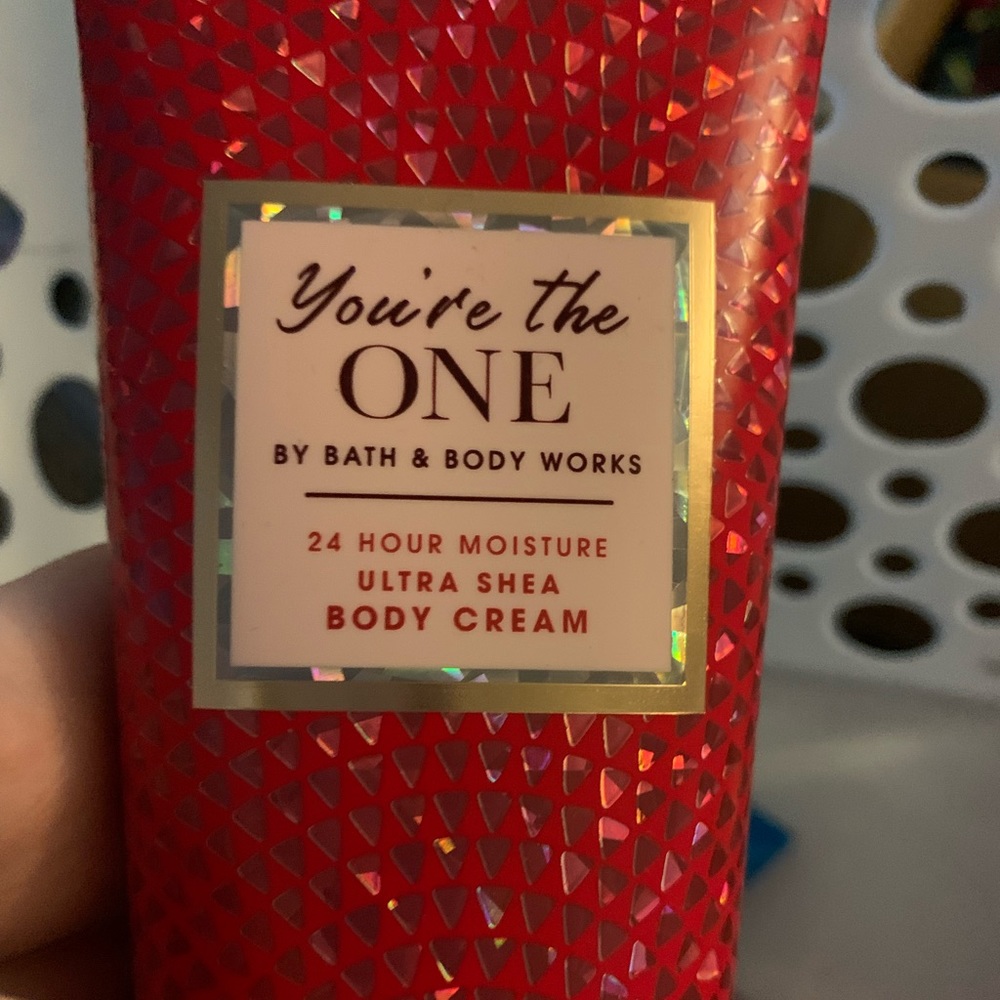 You're the
ONE
BY BATH & BODY WORKS
24 HOUR MOISTURE
ULTRA SHEA
BODY CREAM